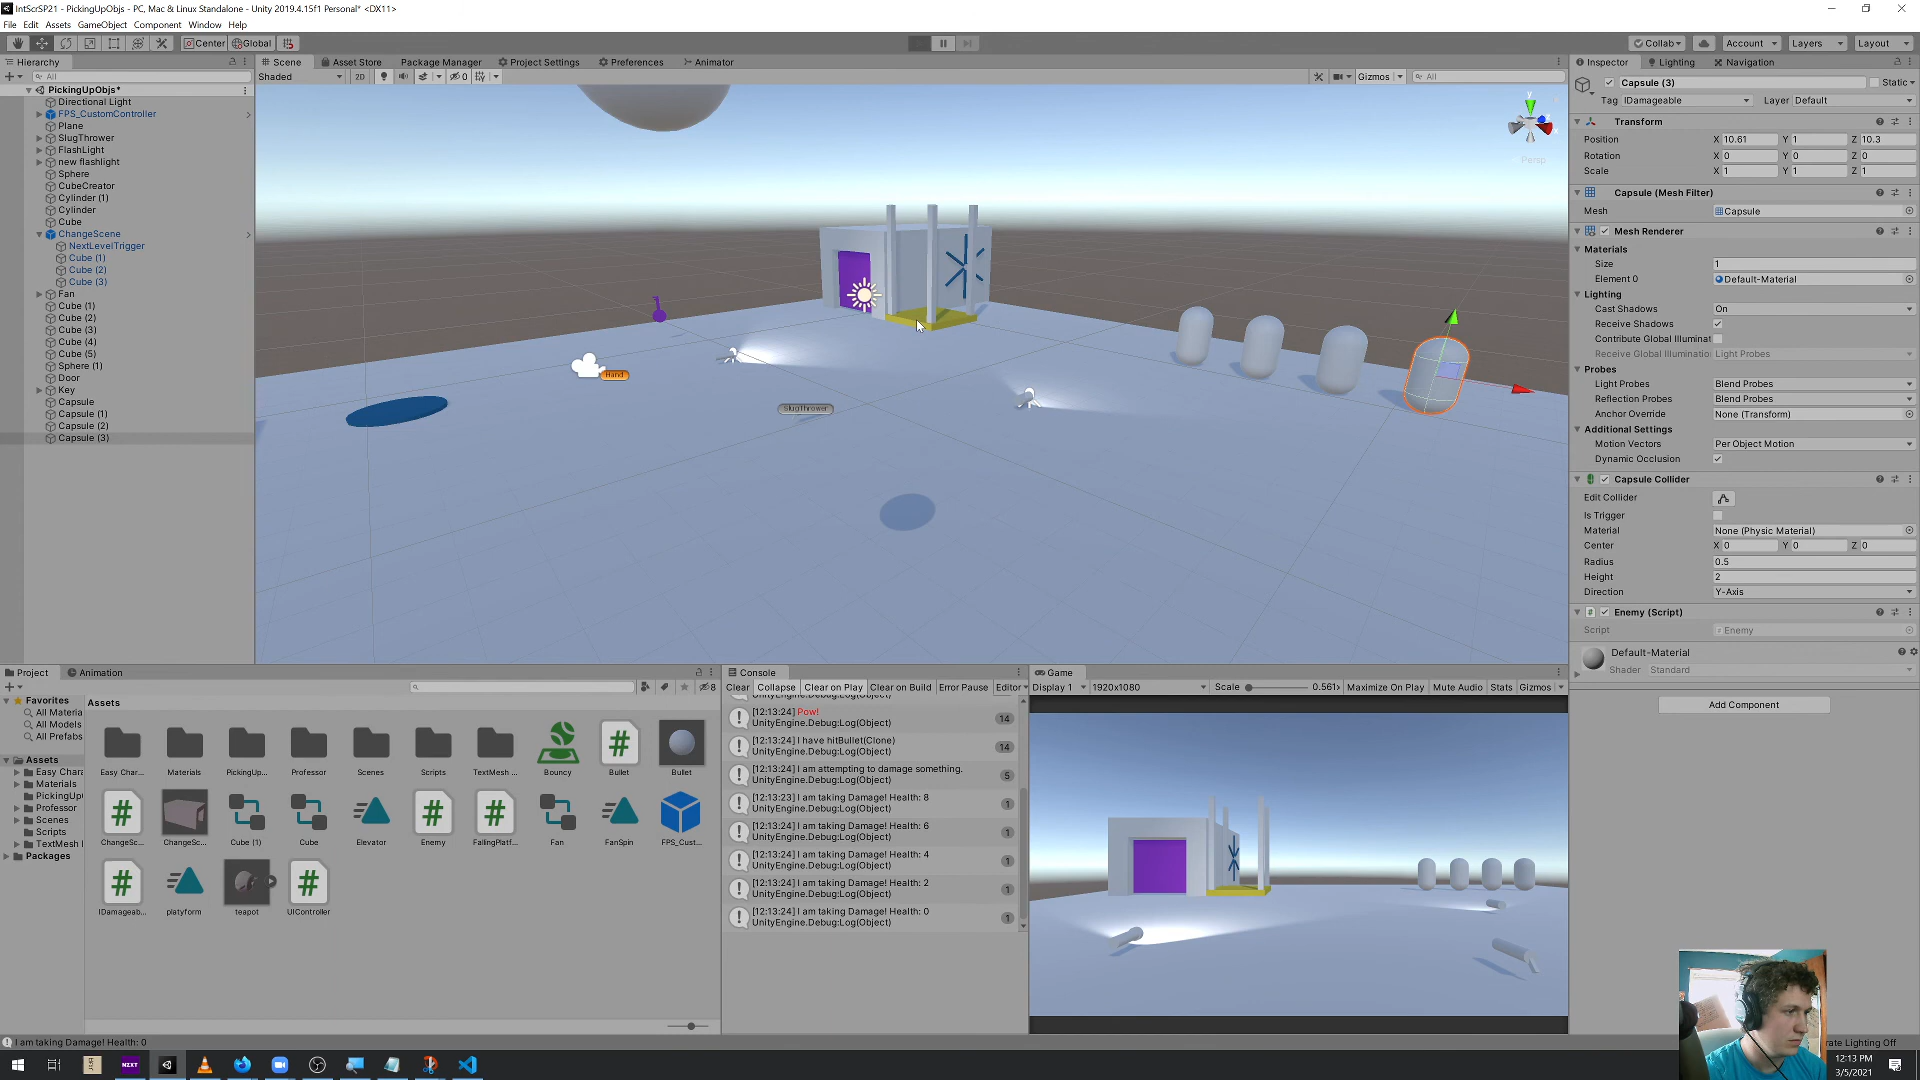 IntScrSP21 - PickingUpObjs - PC, Mac & Linux Standalone - Unity 2019.4.15f1 Personal* <DX11>
File Edit Assets GameObject Component Window Help
Center Global
Collab Account Layers Layout
Hierarchy
All
PickingUpObjs*
Directional Light
FPS_CustomController
Plane
SlugThrower
FlashLight
new flashlight
Sphere
CubeCreator
Cylinder (1)
Cylinder
Cube
ChangeScene
NextLevelTrigger
Cube (1)
Cube (2)
Cube (3)
Fan
Cube (1)
Cube (2)
Cube (3)
Cube (4)
Cube (5)
Sphere (1)
Door
Key
Capsule
Capsule (1)
Capsule (2)
Capsule (3)
Scene Asset Store Package Manager Project Settings Preferences Animator
Shaded 2D 0 Gizmos All
y
x
Persp
Hand
SlugThrower
Inspector Lighting Navigation
Capsule (3) Static
Tag IDamageable Layer Default
Transform
Position X 10.61 Y 1 Z 10.3
Rotation X 0 Y 0 Z 0
Scale X 1 Y 1 Z 1
Capsule (Mesh Filter)
Mesh Capsule
Mesh Renderer
Materials
Size 1
Element 0 Default-Material
Lighting
Cast Shadows On
Receive Shadows
Contribute Global Illuminat
Receive Global Illuminatio Light Probes
Probes
Light Probes Blend Probes
Reflection Probes Blend Probes
Anchor Override None (Transform)
Additional Settings
Motion Vectors Per Object Motion
Dynamic Occlusion
Capsule Collider
Edit Collider
Is Trigger
Material None (Physic Material)
Center X 0 Y 0 Z 0
Radius 0.5
Height 2
Direction Y-Axis
Enemy (Script)
Script Enemy
Default-Material
Shader Standard
Add Component
Project Animation
8
Favorites
All Materia
All Models
All Prefabs
Assets
Easy Chara
Materials
PickingUpO
Professor
Scenes
Scripts
TextMesh
Packages
Assets
Easy Char... Materials PickingUp... Professor Scenes Scripts TextMesh ... Bouncy Bullet Bullet
ChangeSc... ChangeSc... Cube (1) Cube Elevator Enemy FallingPlatf... Fan FanSpin FPS_Cust...
IDamageab... platyform teapot UIController
Console
Clear Collapse Clear on Play Clear on Build Error Pause Editor
UnityEngine.Debug:Log(Object)
[12:13:24] Pow! 14
UnityEngine.Debug:Log(Object)
[12:13:24] I have hitBullet(Clone) 14
UnityEngine.Debug:Log(Object)
[12:13:24] I am attempting to damage something. 5
UnityEngine.Debug:Log(Object)
[12:13:23] I am taking Damage! Health: 8 1
UnityEngine.Debug:Log(Object)
[12:13:24] I am taking Damage! Health: 6 1
UnityEngine.Debug:Log(Object)
[12:13:24] I am taking Damage! Health: 4 1
UnityEngine.Debug:Log(Object)
[12:13:24] I am taking Damage! Health: 2 1
UnityEngine.Debug:Log(Object)
[12:13:24] I am taking Damage! Health: 0 1
UnityEngine.Debug:Log(Object)
Game
Display 1 1920x1080 Scale 0.561x Maximize On Play Mute Audio Stats Gizmos
I am taking Damage! Health: 0
rate Lighting Off
NZXT
12:13 PM
3/5/2021